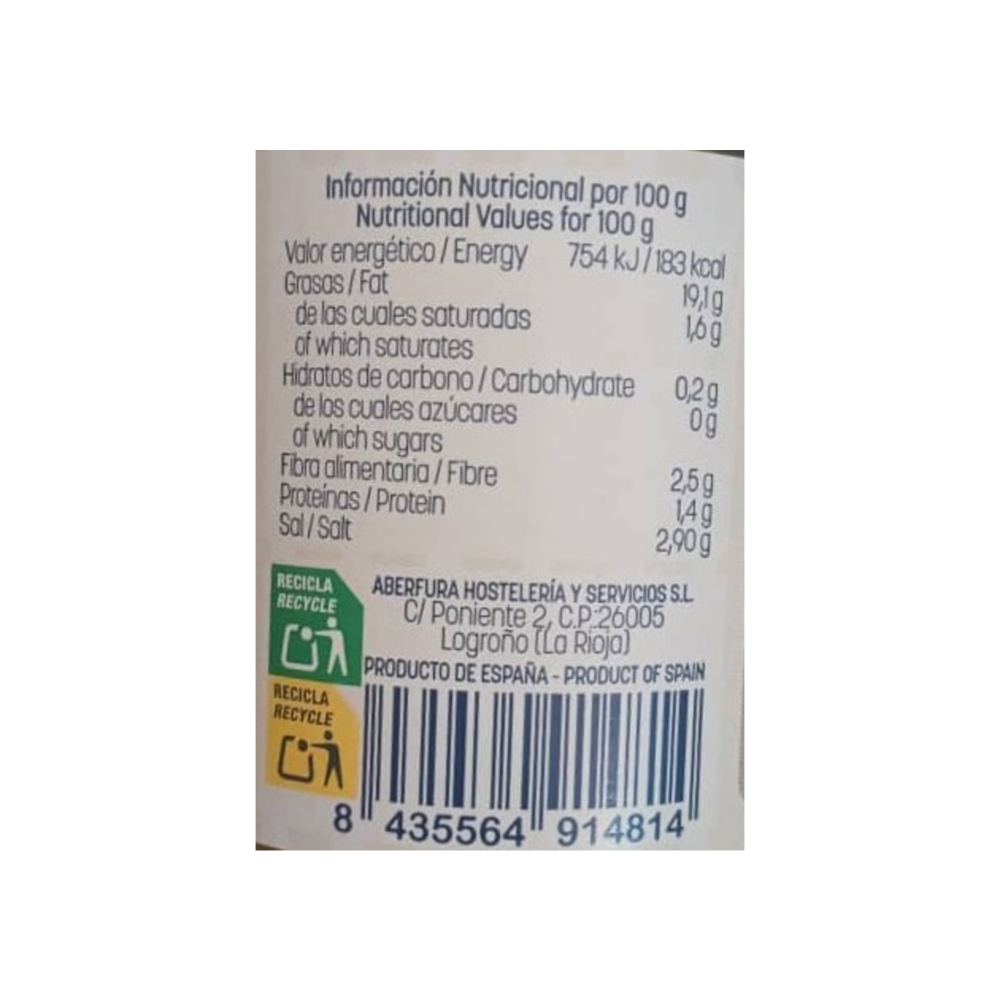 Información Nutricional por 100 g
Nutritional Values for 100 g
Valor energético / Energy 754 kJ / 183 kcal
Grasas / Fat 19,1 g
de las cuales saturadas 1,6 g
of which saturates
Hidratos de carbono / Carbohydrate 0,2 g
de los cuales azúcares 0 g
of which sugars
Fibra alimentaria / Fibre 2,5 g
Proteínas / Protein 1,4 g
Sal / Salt 2,90 g
RECICLA
RECYCLE
ABERFURA HOSTELERÍA Y SERVICIOS S.L.
C/ Poniente 2, C.P.:26005
Logroño (La Rioja)
PRODUCTO DE ESPAÑA - PRODUCT OF SPAIN
RECICLA
RECYCLE
8 435564 914814